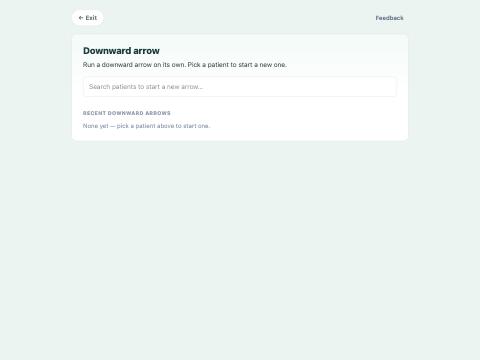 ← Exit
Feedback
Downward arrow
Run a downward arrow on its own. Pick a patient to start a new one.
Search patients to start a new arrow...
RECENT DOWNWARD ARROWS
None yet — pick a patient above to start one.